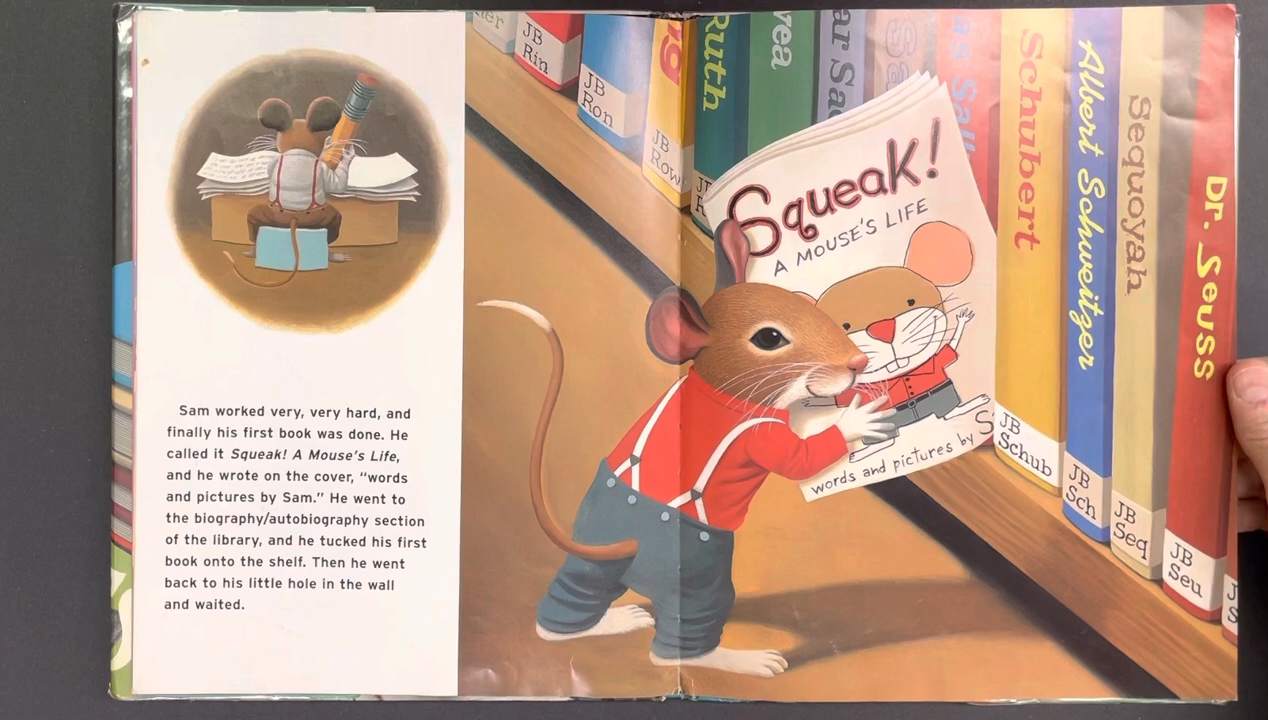 Sam worked very, very hard, and
finally his first book was done. He
called it Squeak! A Mouse's Life,
and he wrote on the cover, “words
and pictures by Sam.” He went to
the biography/autobiography section
of the library, and he tucked his first
book onto the shelf. Then he went
back to his little hole in the wall
and waited.
JB
Rin
JB
Ron
JB
Row
Ruth
Squeak!
A MOUSE'S LIFE
words and pictures by S
Schubert
JB
Schub
Albert Schweitzer
JB
Sch
Sequoyah
JB
Seq
Dr. Seuss
JB
Seu